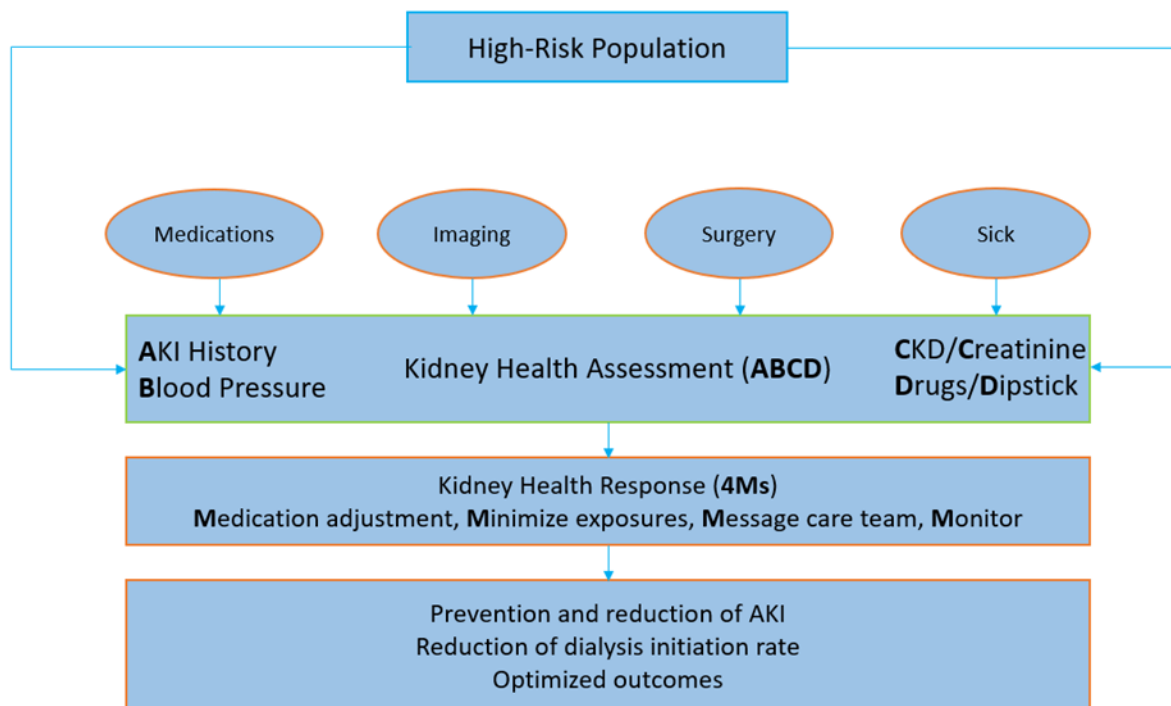 High-Risk Population
Medications
Imaging
Surgery
Sick
AKI History
Blood Pressure
Kidney Health Assessment (ABCD)
CKD/Creatinine
Drugs/Dipstick
Kidney Health Response (4Ms)
Medication adjustment, Minimize exposures, Message care team, Monitor
Prevention and reduction of AKI
Reduction of dialysis initiation rate
Optimized outcomes